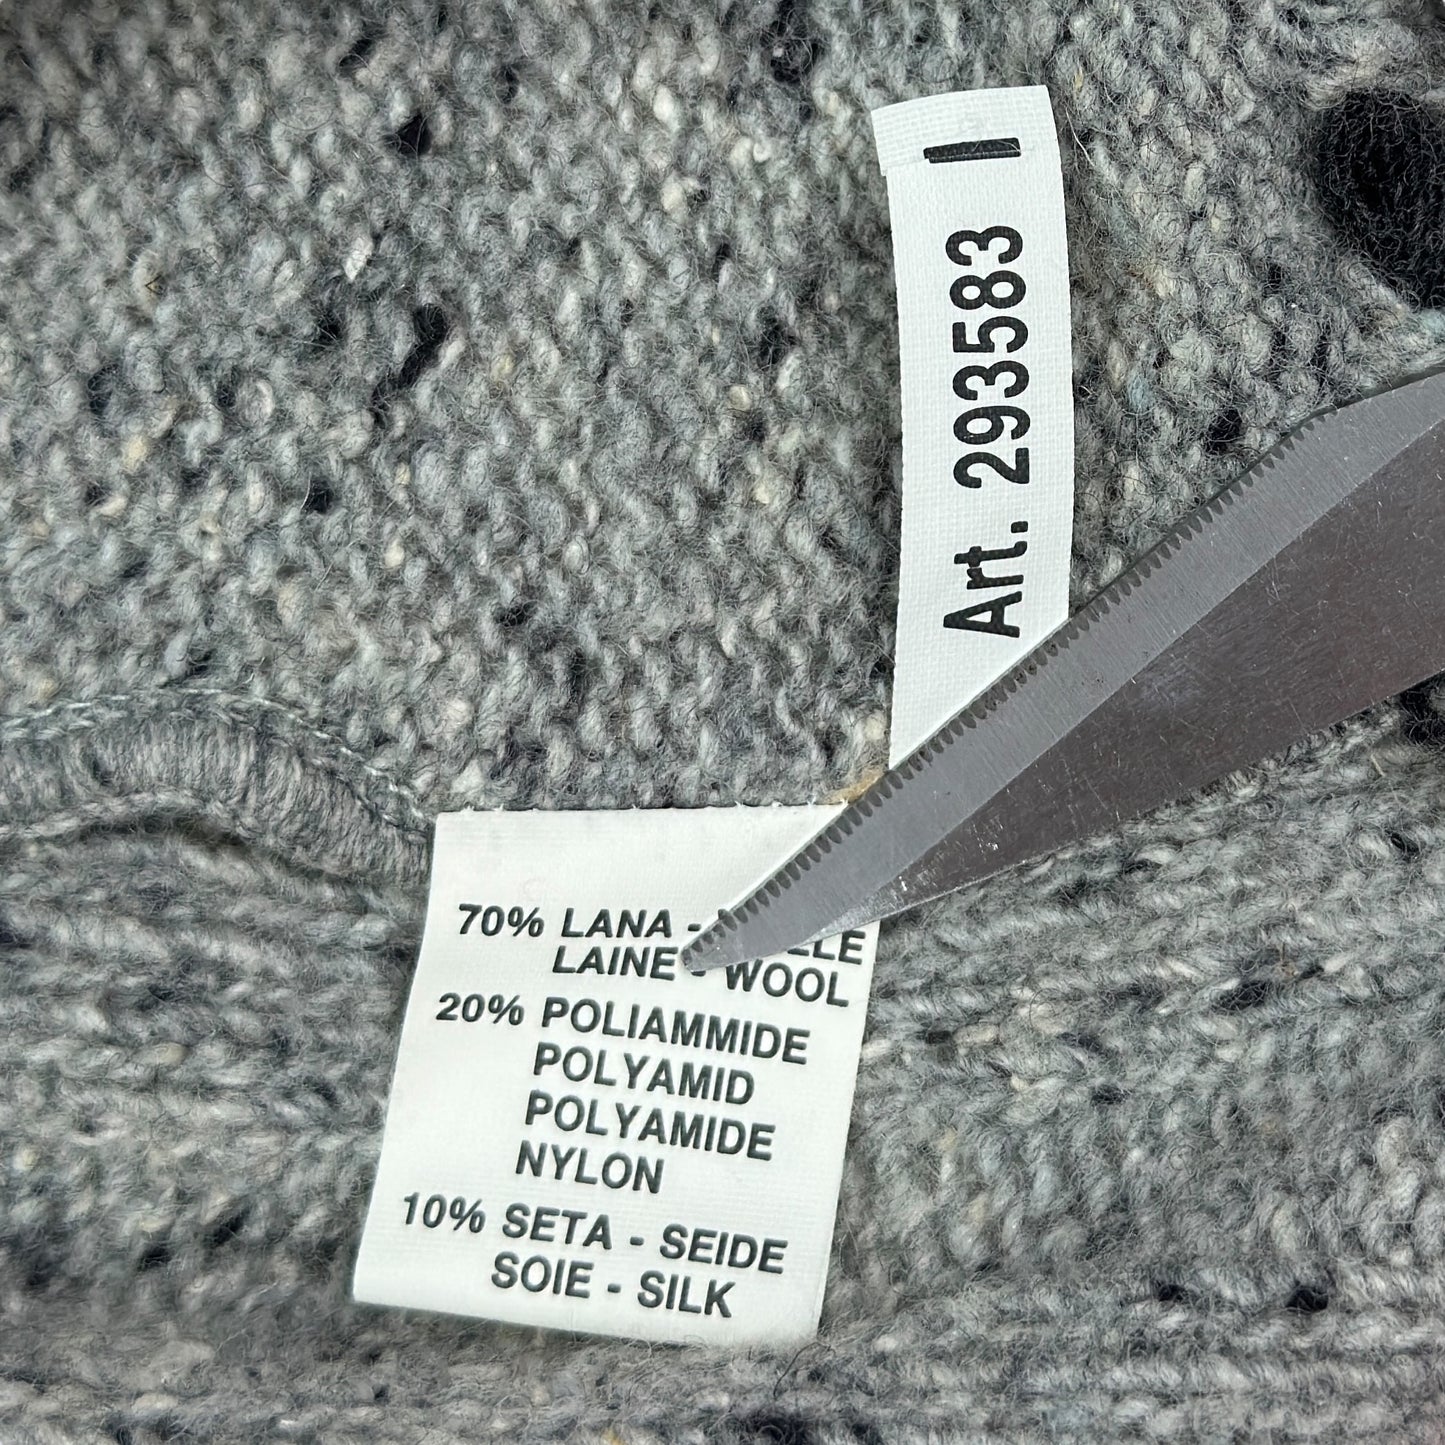 Art. 293583 I
70% LANA -
LAINE - WOOL
20% POLIAMMIDE
POLYAMID
POLYAMIDE
NYLON
10% SETA - SEIDE
SOIE - SILK